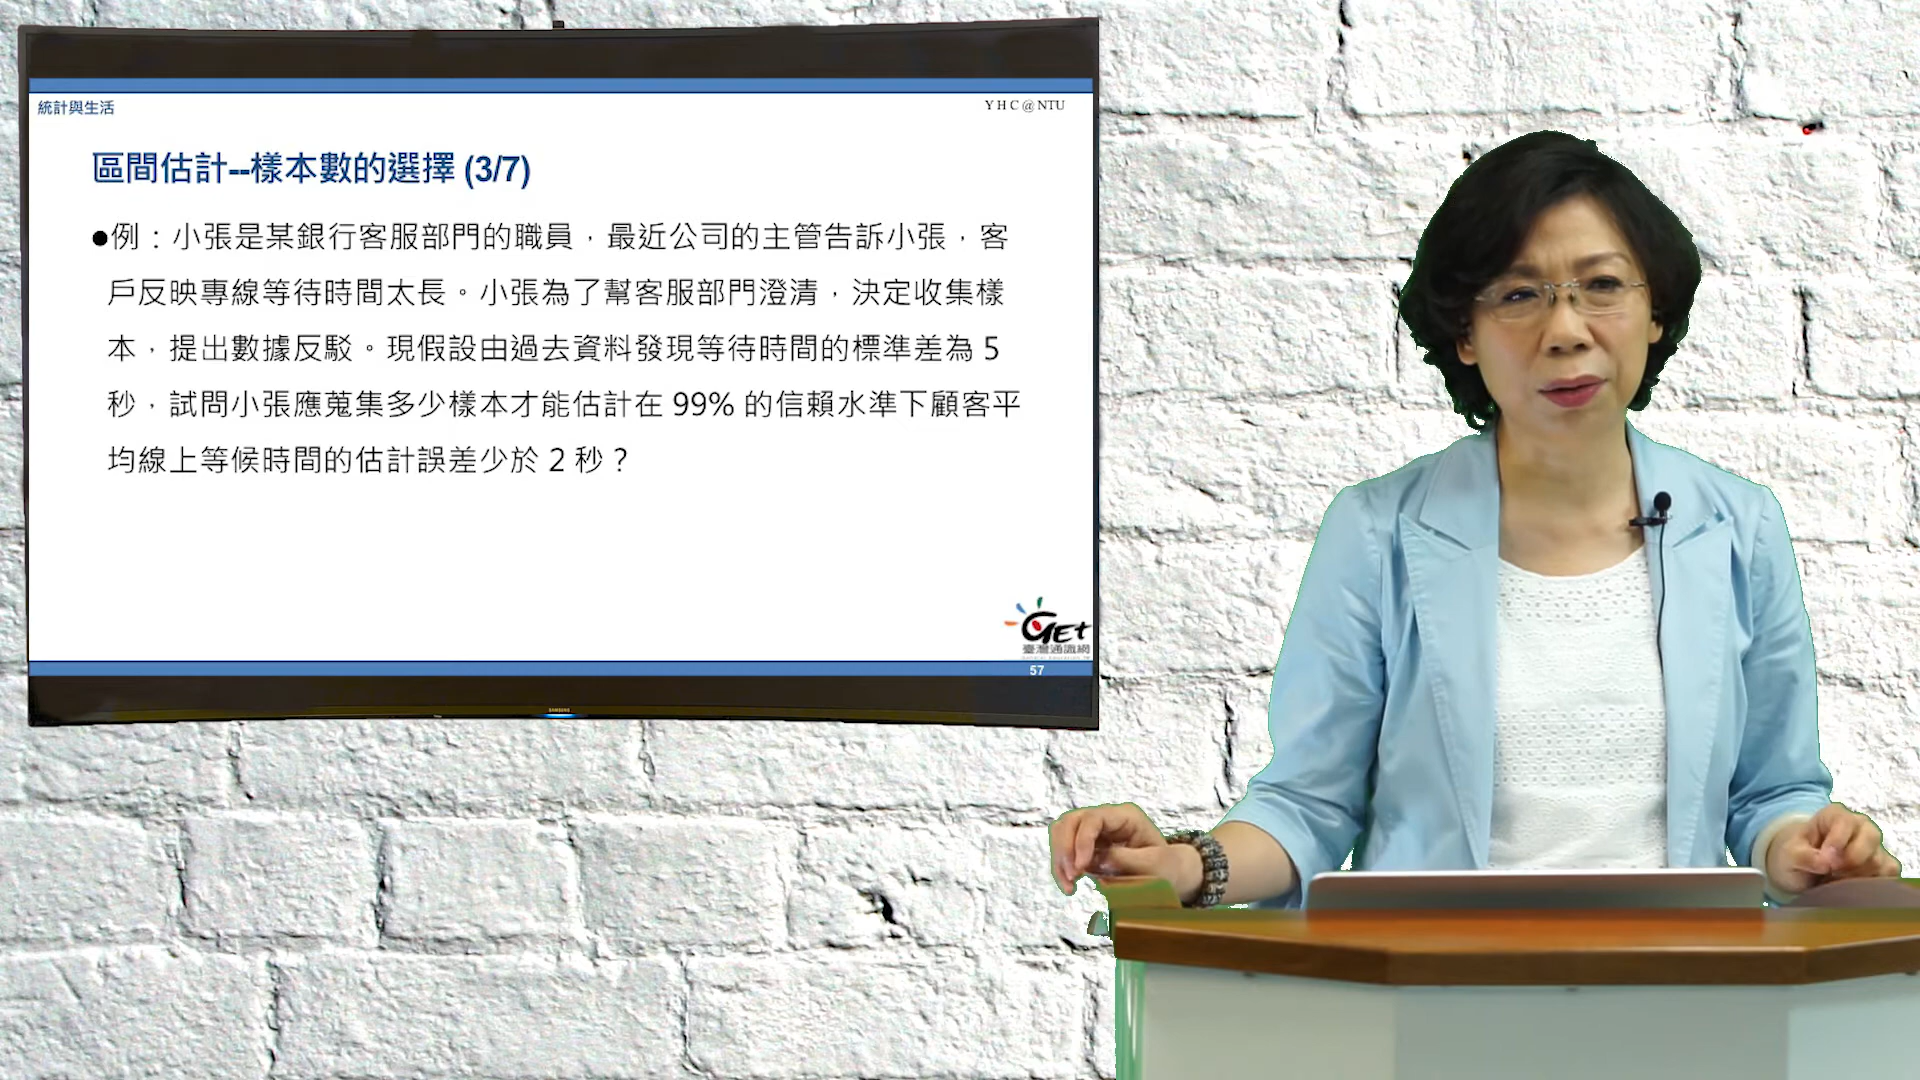 統計與生活
Y H C @ NTU
區間估計--樣本數的選擇 (3/7)
●例：小張是某銀行客服部門的職員，最近公司的主管告訴小張，客
戶反映專線等待時間太長。小張為了幫客服部門澄清，決定收集樣
本，提出數據反駁。現假設由過去資料發現等待時間的標準差為 5
秒，試問小張應蒐集多少樣本才能估計在 99% 的信賴水準下顧客平
均線上等候時間的估計誤差少於 2 秒？
GEt
臺灣通識網
57
SAMSUNG